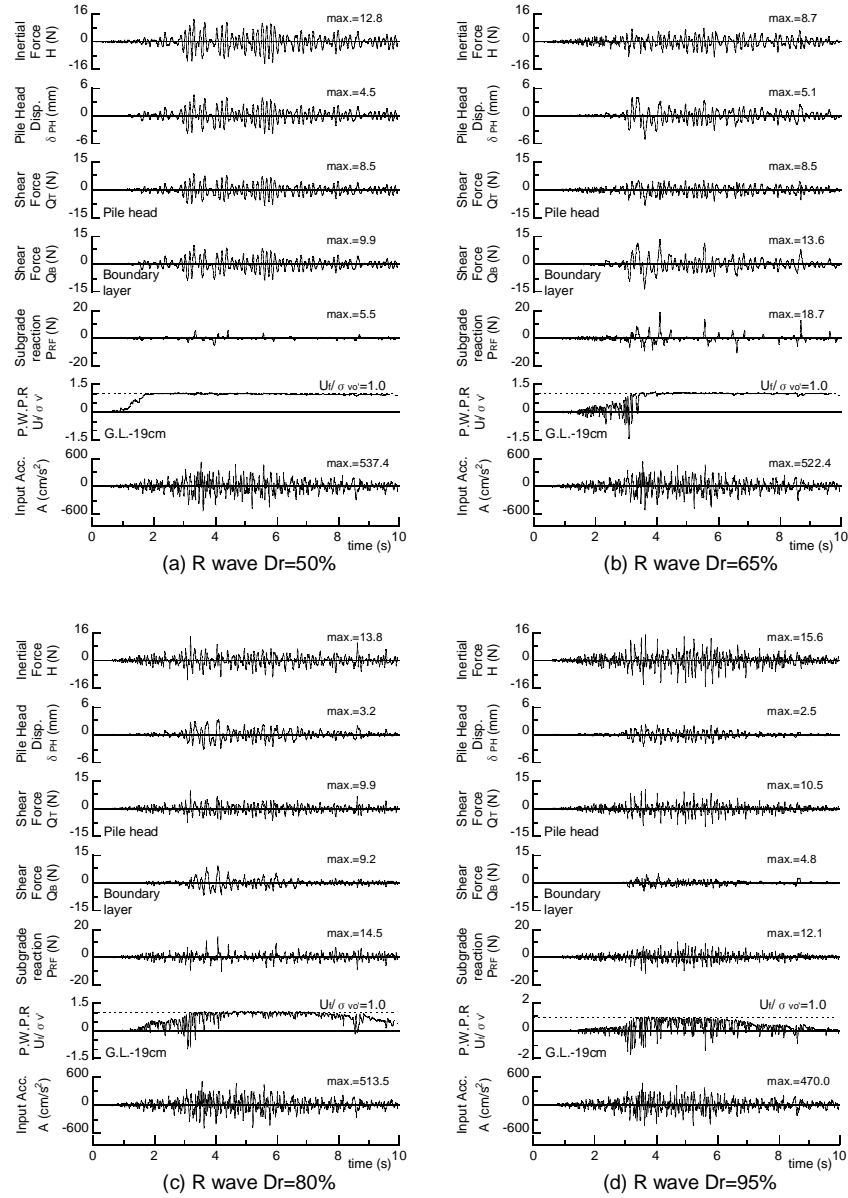 Inertial Force H (N)
16
0
-16
max.=12.8
Pile Head Disp. δ PH (mm)
6
0
-6
max.=4.5
Shear Force QT (N)
15
0
-15
max.=8.5
Pile head
Shear Force QB (N)
15
0
-15
max.=9.9
Boundary
layer
Subgrade reaction PRF (N)
20
0
-20
max.=5.5
P.W.P.R Uf/ σ v'
1.5
0
-1.5
Uf/ σ vo'=1.0
G.L.-19cm
Input Acc. A (cm/s²)
600
0
-600
max.=537.4
0 2 4 6 8 10
time (s)
(a) R wave Dr=50%
Inertial Force H (N)
16
0
-16
max.=8.7
Pile Head Disp. δ PH (mm)
6
0
-6
max.=5.1
Shear Force QT (N)
15
0
-15
max.=8.5
Pile head
Shear Force QB (N)
15
0
-15
max.=13.6
Boundary
layer
Subgrade reaction PRF (N)
20
0
-20
max.=18.7
P.W.P.R Uf/ σ v'
1.5
0
-1.5
Uf/ σ vo'=1.0
G.L.-19cm
Input Acc. A (cm/s²)
600
0
-600
max.=522.4
0 2 4 6 8 10
time (s)
(b) R wave Dr=65%
Inertial Force H (N)
16
0
-16
max.=13.8
Pile Head Disp. δ PH (mm)
6
0
-6
max.=3.2
Shear Force QT (N)
15
0
-15
max.=9.9
Pile head
Shear Force QB (N)
15
0
-15
max.=9.2
Boundary
layer
Subgrade reaction PRF (N)
20
0
-20
max.=14.5
P.W.P.R Uf/ σ v'
1.5
0
-1.5
Uf/ σ vo'=1.0
G.L.-19cm
Input Acc. A (cm/s²)
600
0
-600
max.=513.5
0 2 4 6 8 10
time (s)
(c) R wave Dr=80%
Inertial Force H (N)
16
0
-16
max.=15.6
Pile Head Disp. δ PH (mm)
6
0
-6
max.=2.5
Shear Force QT (N)
15
0
-15
max.=10.5
Pile head
Shear Force QB (N)
15
0
-15
max.=4.8
Boundary
layer
Subgrade reaction PRF (N)
20
0
-20
max.=12.1
P.W.P.R Uf/ σ v'
2
0
-2
Uf/ σ vo'=1.0
G.L.-19cm
Input Acc. A (cm/s²)
600
0
-600
max.=470.0
0 2 4 6 8 10
time (s)
(d) R wave Dr=95%